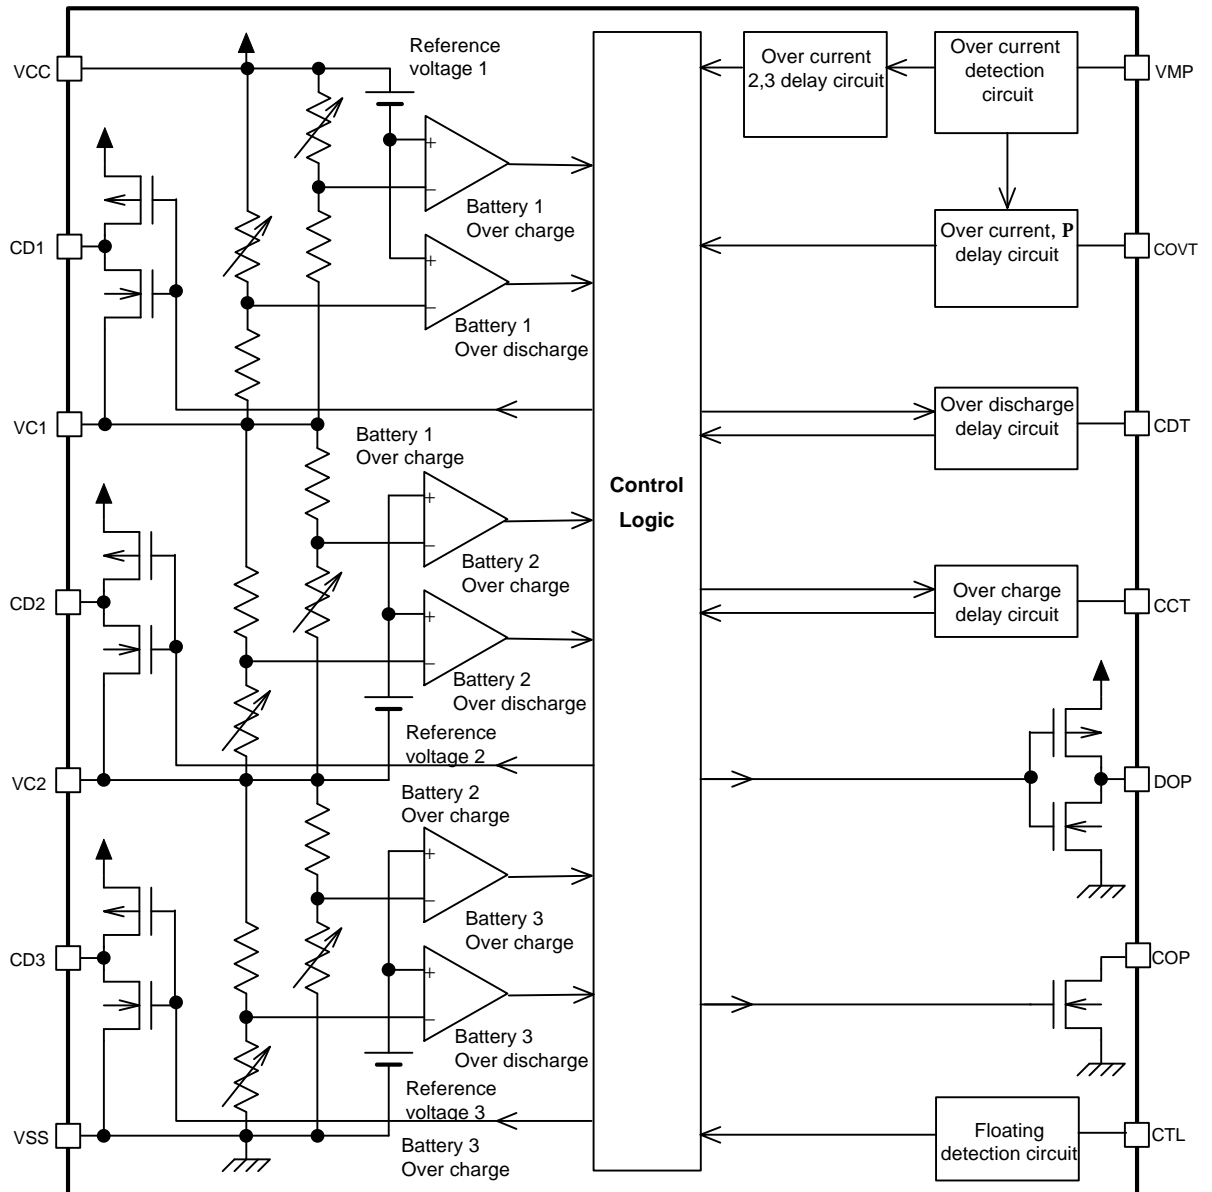 Reference
voltage 1
VCC
Over current
2,3 delay circuit
Over current
detection
circuit
VMP
+
−
Battery 1
Over charge
CD1
+
−
Battery 1
Over discharge
Over current, P
delay circuit
COVT
VC1
Battery 1
Over charge
Over discharge
delay circuit
CDT
Control
Logic
+
−
Battery 2
Over charge
CD2
+
−
Battery 2
Over discharge
Over charge
delay circuit
CCT
Reference
voltage 2
VC2
Battery 2
Over charge
DOP
+
−
Battery 3
Over charge
CD3
+
−
Battery 3
Over discharge
COP
Reference
voltage 3
VSS
Battery 3
Over charge
Floating
detection circuit
CTL